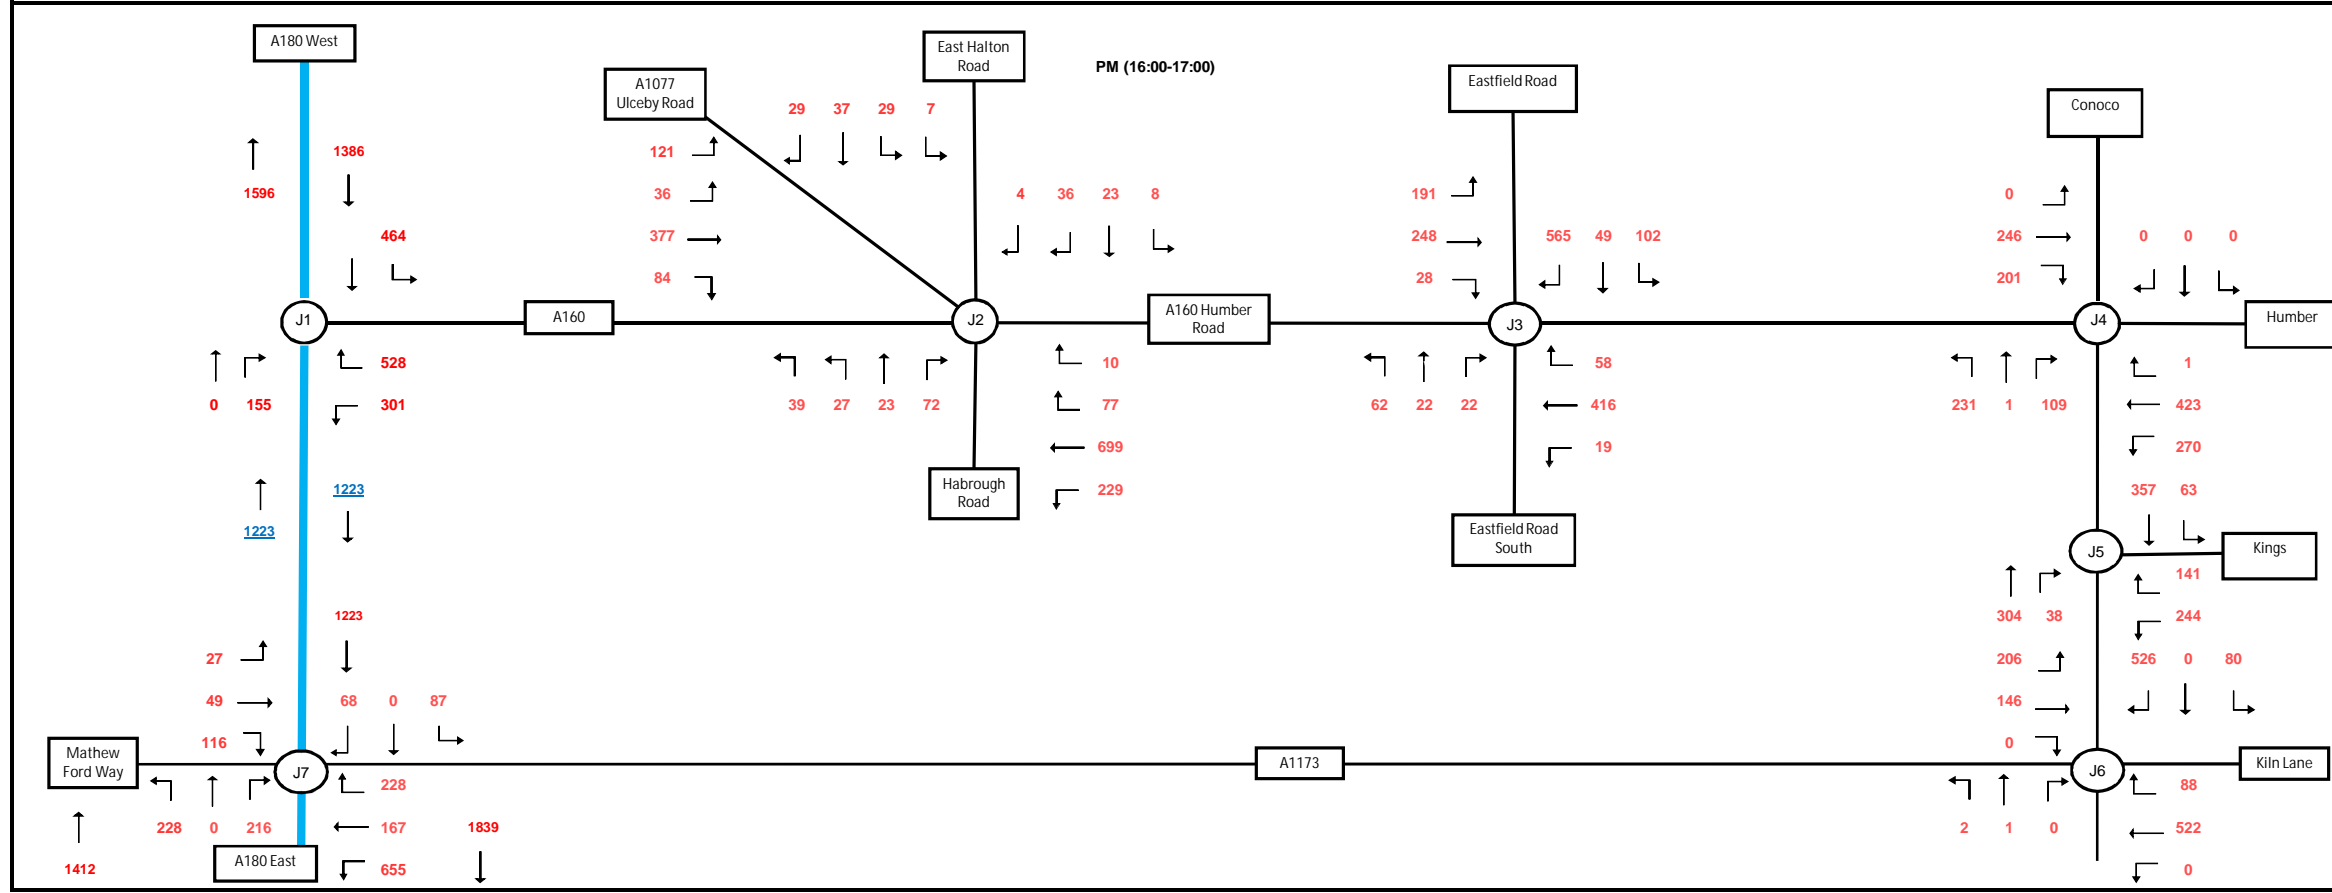 A180 West
East Halton
Road
PM (16:00-17:00)
A1077
Ulceby Road
Eastfield Road
Conoco
29 37 29 7
121
1386
1596
36
4 36 23 8
191
0
464
377
248
565 49 102
246
0 0 0
84
28
201
J1
A160
J2
A160 Humber
Road
J3
J4
Humber
528
10
58
1
0 155
301
39 27 23 72
77
62 22 22
416
231 1 109
423
699
19
270
1223
Habrough
Road
229
357 63
1223
Eastfield Road
South
J5
Kings
141
1223
304 38
244
27
206
526 0 80
49
68 0 87
146
116
0
Mathew
Ford Way
J7
A1173
J6
Kiln Lane
228
88
228 0 216
167
1839
2 1 0
522
1412
A180 East
655
0